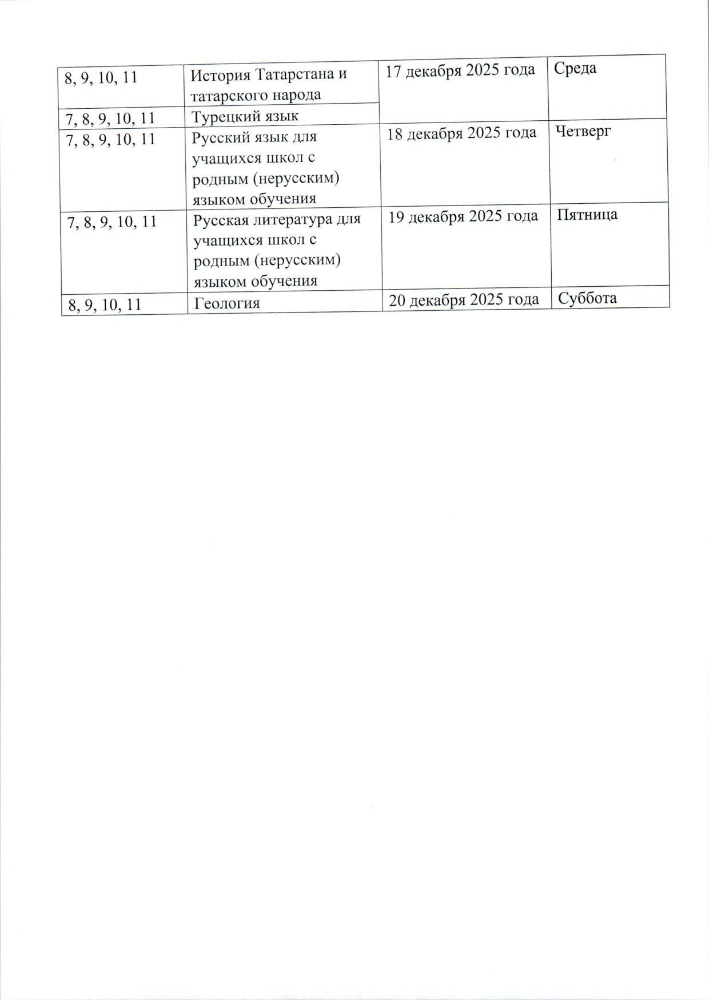 8, 9, 10, 11
История Татарстана и
татарского народа
17 декабря 2025 года
Среда
7, 8, 9, 10, 11
Турецкий язык
7, 8, 9, 10, 11
Русский язык для
учащихся школ с
родным (нерусским)
языком обучения
18 декабря 2025 года
Четверг
7, 8, 9, 10, 11
Русская литература для
учащихся школ с
родным (нерусским)
языком обучения
19 декабря 2025 года
Пятница
8, 9, 10, 11
Геология
20 декабря 2025 года
Суббота